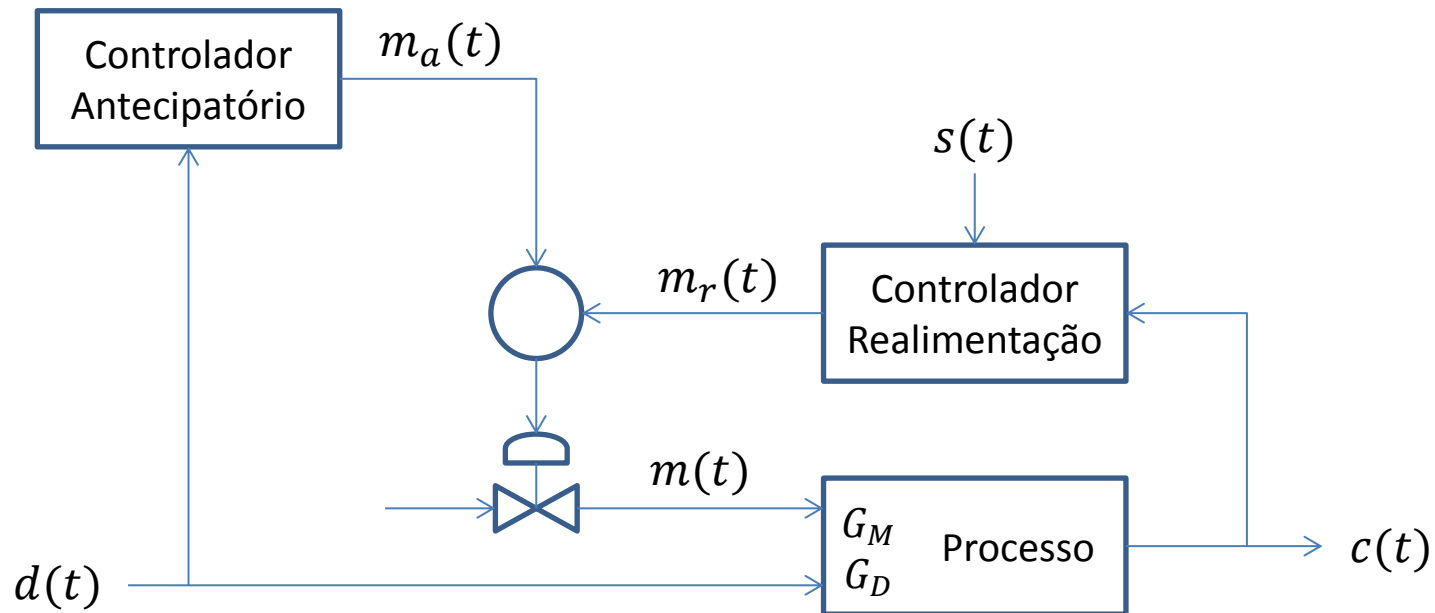 Controlador
Antecipatório
m_a(t)
s(t)
m_r(t)
Controlador
Realimentação
m(t)
G_M
G_D
Processo
d(t)
c(t)